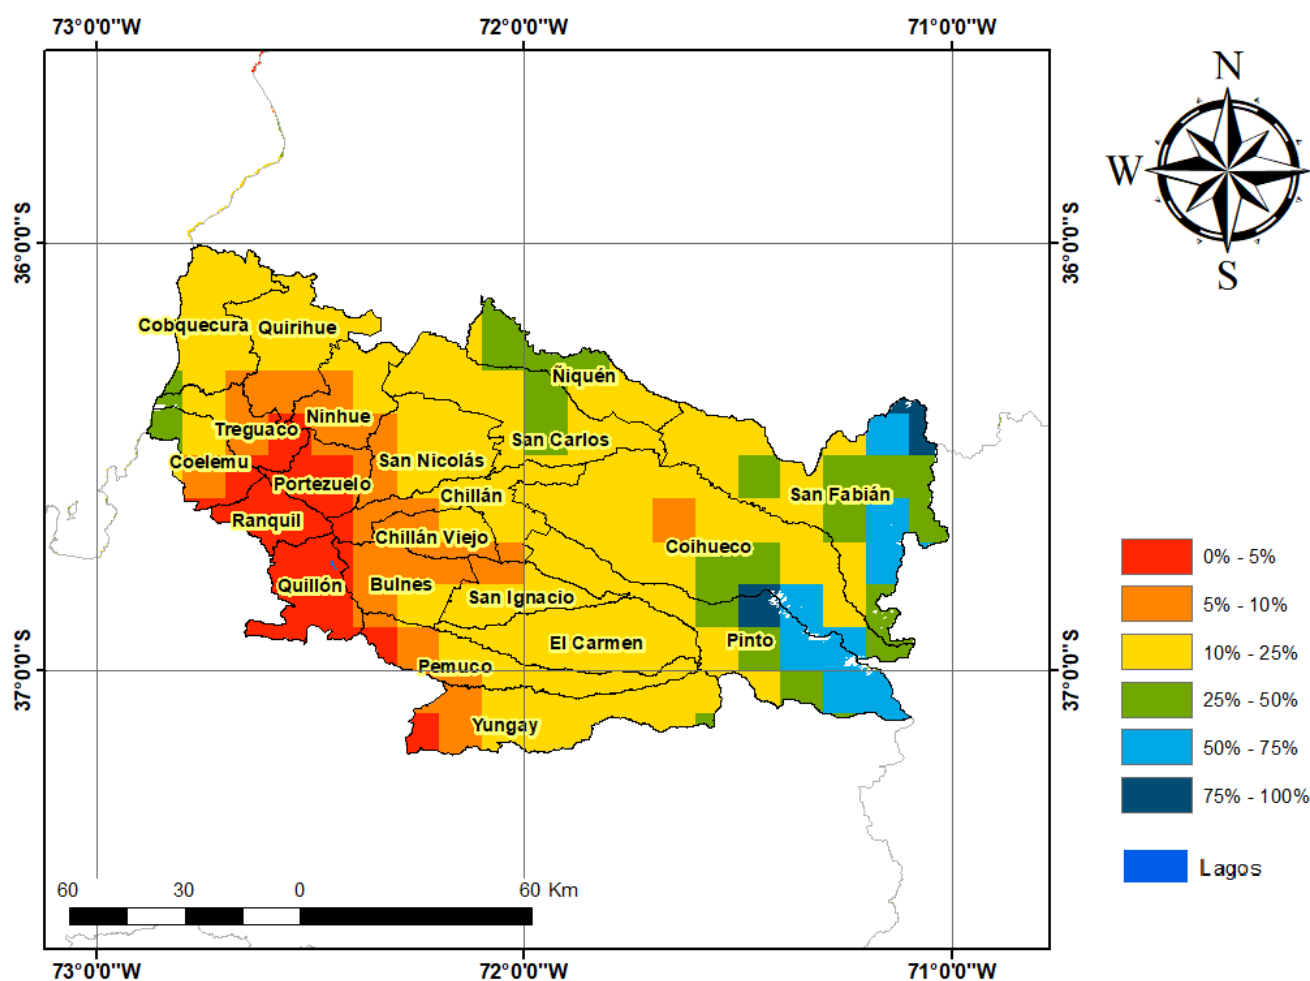 73°0'0"W 72°0'0"W 71°0'0"W
N
W
S
36°0'0"S 36°0'0"S
Cobquecura Quirihue
Ñiquén
Ninhue
Treguaco
San Carlos
Coelemu San Nicolás
Portezuelo Chillán San Fabián
Ranquil
Chillán Viejo
Coihueco
Quillón Bulnes
San Ignacio
El Carmen Pinto
Pemuco
Yungay
37°0'0"S 37°0'0"S
0% - 5%
5% - 10%
10% - 25%
25% - 50%
50% - 75%
75% - 100%
Lagos
60 30 0 60 Km
73°0'0"W 72°0'0"W 71°0'0"W